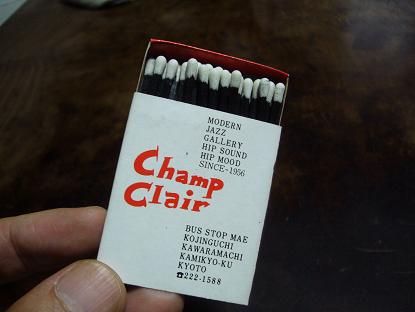 MODERN
JAZZ
GALLERY
HIP SOUND
HIP MOOD
SINCE-1956
Champ
Clair
BUS STOP MAE
KOJINGUCHI
KAWARAMACHI
KAMIKYO-KU
KYOTO
☎222-1588